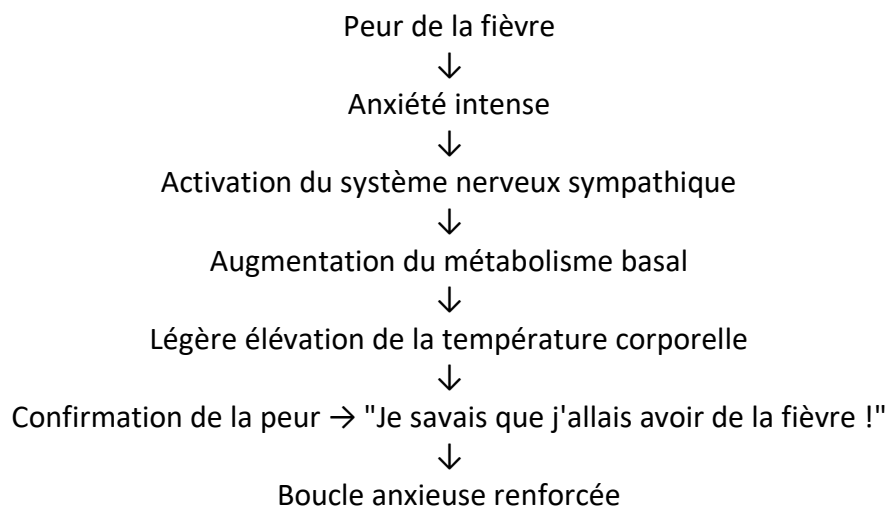 Peur de la fièvre
↓
Anxiété intense
↓
Activation du système nerveux sympathique
↓
Augmentation du métabolisme basal
↓
Légère élévation de la température corporelle
↓
Confirmation de la peur → "Je savais que j'allais avoir de la fièvre !"
↓
Boucle anxieuse renforcée